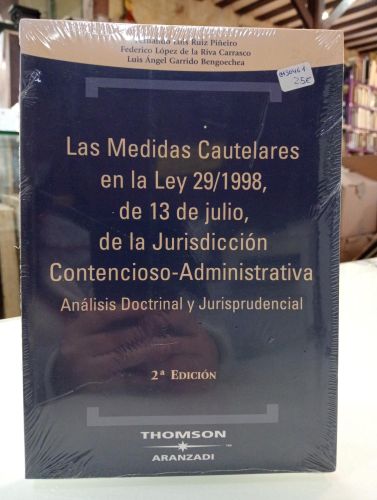 Luis Ruiz Piñeiro
Federico López de la Riva Carrasco
Luis Ángel Garrido Bengoechea
25€
Las Medidas Cautelares
en la Ley 29/1998,
de 13 de julio,
de la Jurisdicción
Contencioso-Administrativa
Análisis Doctrinal y Jurisprudencial
2ª EDICIÓN
THOMSON
ARANZADI